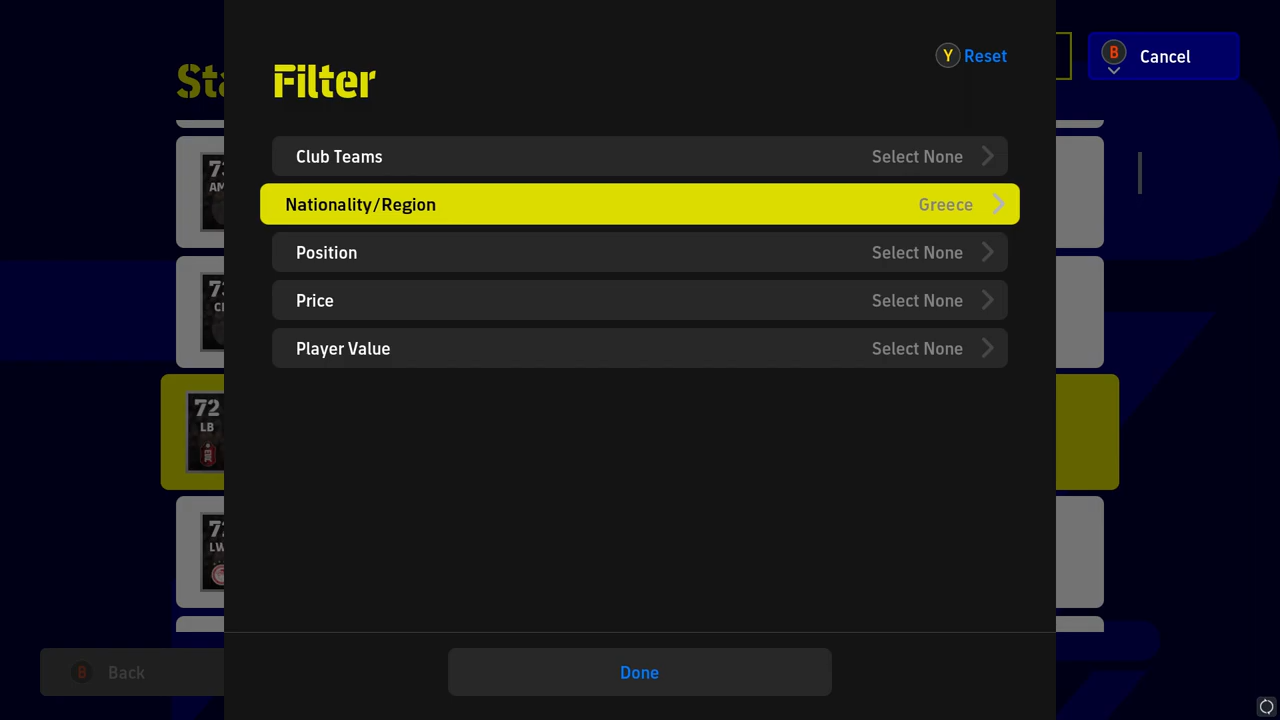 Filter
Y Reset
B Cancel
Club Teams Select None
Nationality/Region Greece
Position Select None
Price Select None
Player Value Select None
72
LB
B Back
Done